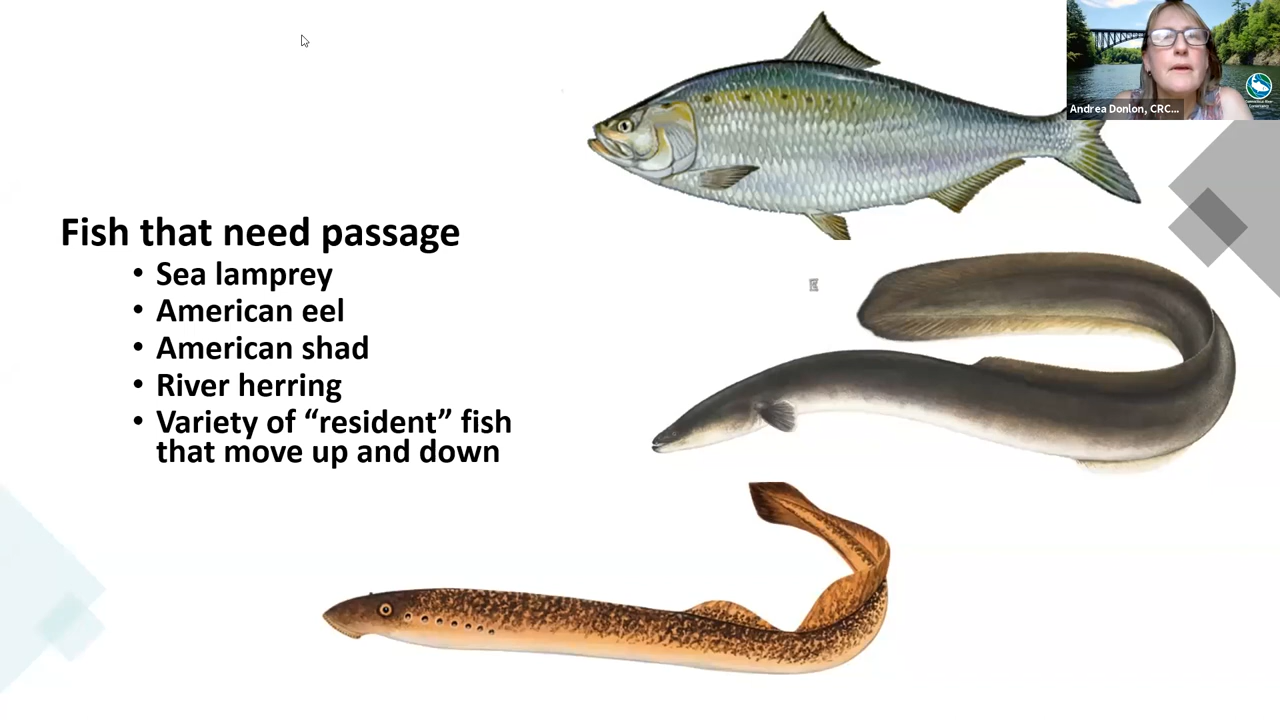 Andrea Donlon, CRC...
Fish that need passage
• Sea lamprey
• American eel
• American shad
• River herring
• Variety of “resident” fish
that move up and down